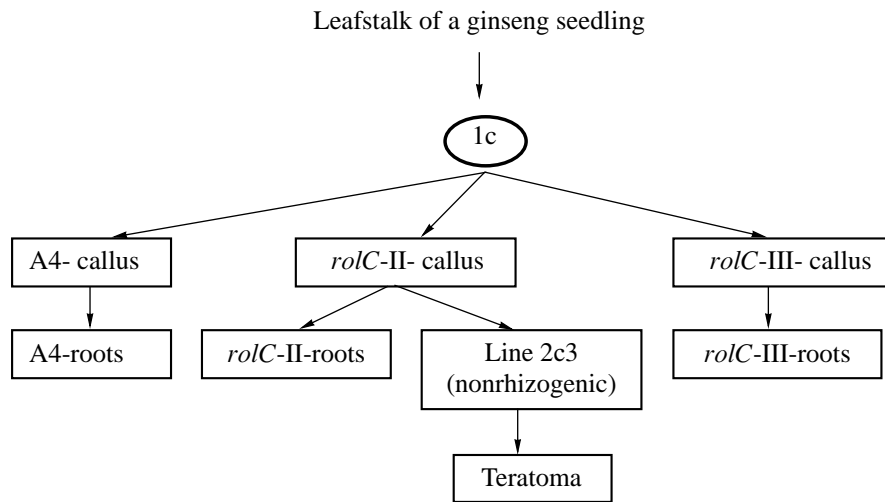 Leafstalk of a ginseng seedling
1c
A4- callus
rolC-II- callus
rolC-III- callus
A4-roots
rolC-II-roots
Line 2c3
(nonrhizogenic)
rolC-III-roots
Teratoma